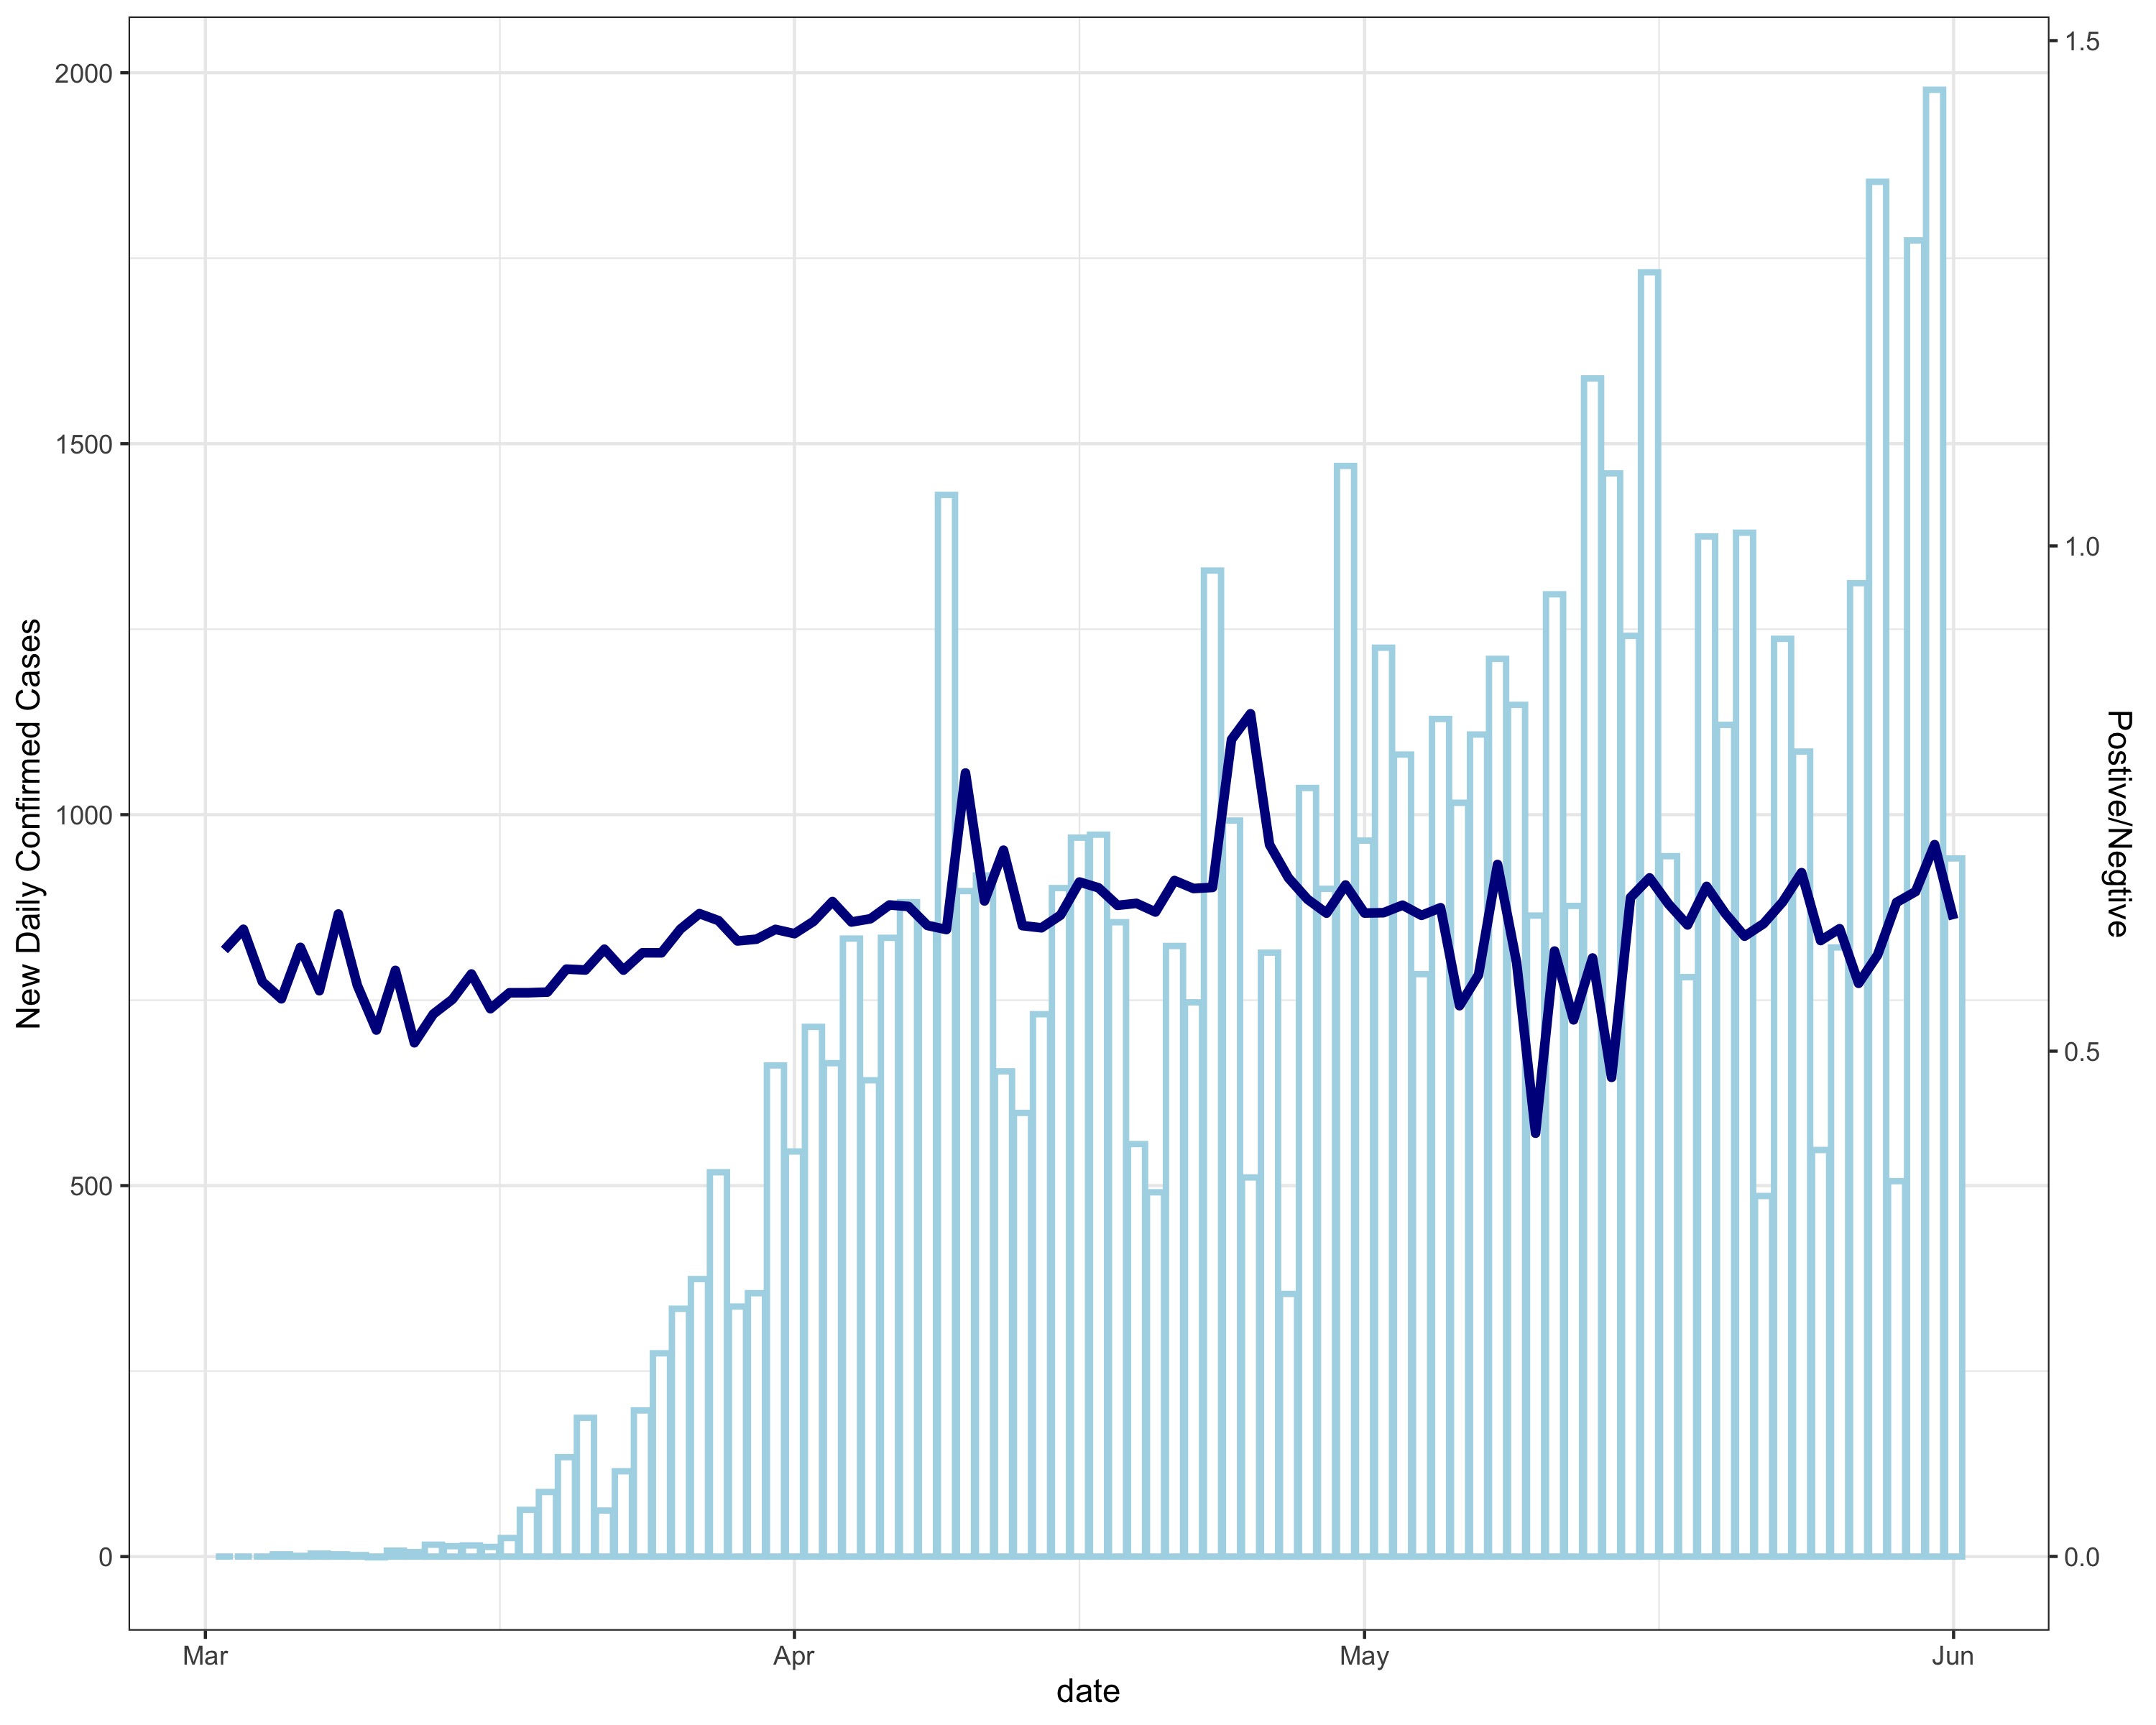 New Daily Confirmed Cases
2000
1500
1000
500
0
1.5
1.0
0.5
0.0
Postive/Negtive
Mar
Apr
May
Jun
date